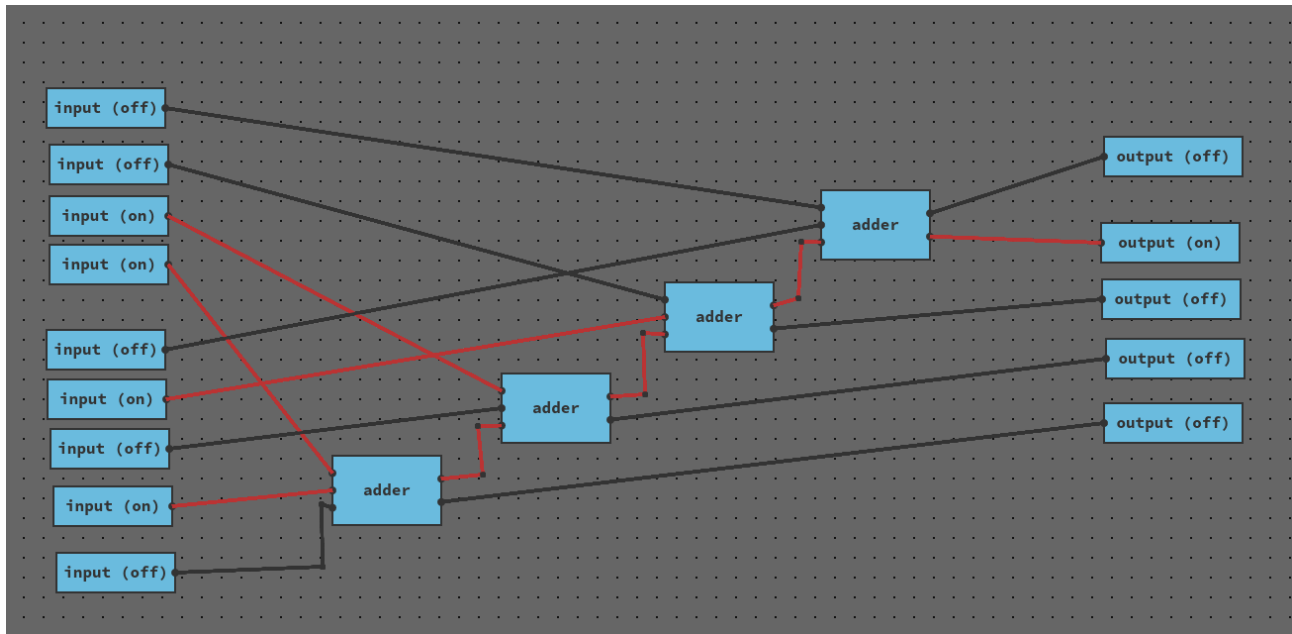 input (off)
input (off)
input (on)
input (on)
input (off)
input (on)
input (off)
input (on)
input (off)
adder
adder
adder
adder
output (off)
output (on)
output (off)
output (off)
output (off)